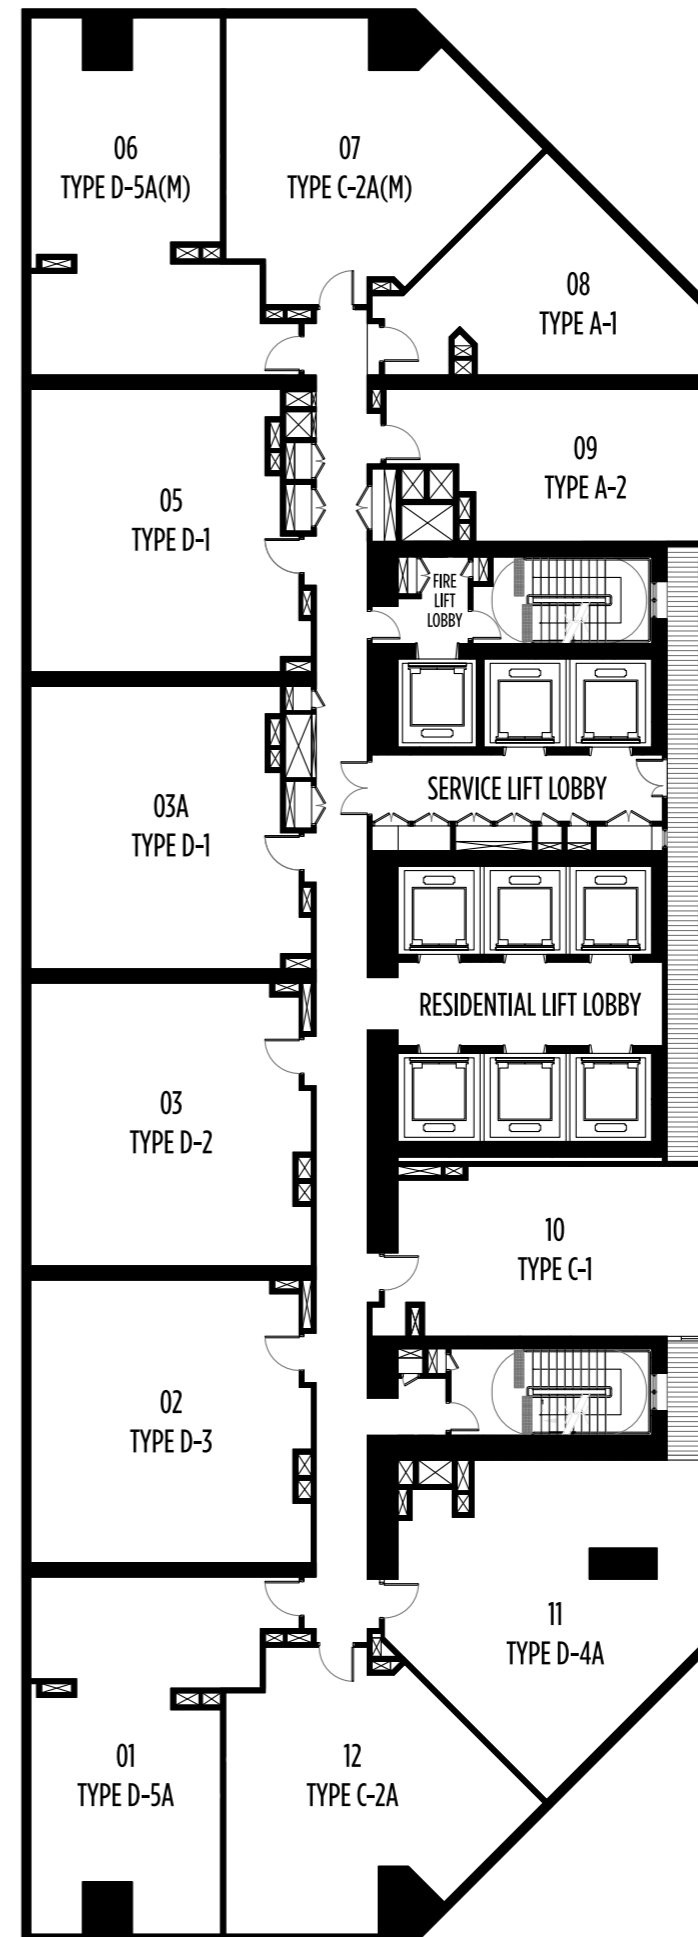 06
TYPE D-5A(M)
07
TYPE C-2A(M)
08
TYPE A-1
09
TYPE A-2
05
TYPE D-1
FIRE
LIFT
LOBBY
SERVICE LIFT LOBBY
03A
TYPE D-1
RESIDENTIAL LIFT LOBBY
03
TYPE D-2
10
TYPE C-1
02
TYPE D-3
11
TYPE D-4A
01
TYPE D-5A
12
TYPE C-2A